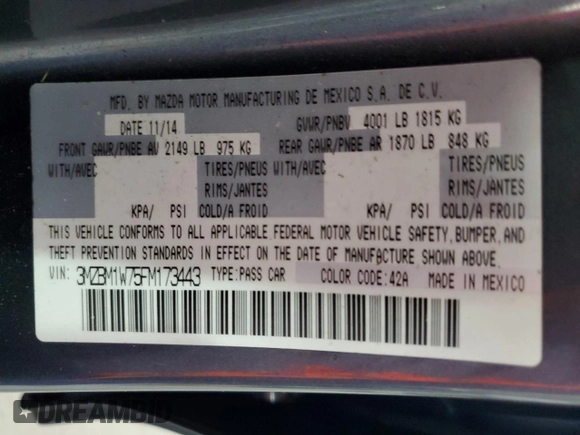 MFD. BY MAZDA MOTOR MANUFACTURING DE MEXICO S.A. DE C.V.
DATE 11/14 GVWR/PNBV 4001 LB 1815 KG
FRONT GAWR/PNBE AV 2149 LB 975 KG REAR GAWR/PNBE AR 1870 LB 848 KG
WITH/AVEC TIRES/PNEUS WITH/AVEC TIRES/PNEUS
RIMS/JANTES RIMS/JANTES
KPA/ PSI COLD/A FROID KPA/ PSI COLD/A FROID
THIS VEHICLE CONFORMS TO ALL APPLICABLE FEDERAL MOTOR VEHICLE SAFETY, BUMPER, AND
THEFT PREVENTION STANDARDS IN EFFECT ON THE DATE OF MANUFACTURE SHOWN ABOVE.
VIN: 3MZBM1W75FM173443 TYPE:PASS CAR COLOR CODE:42A MADE IN MEXICO
DREAMBID